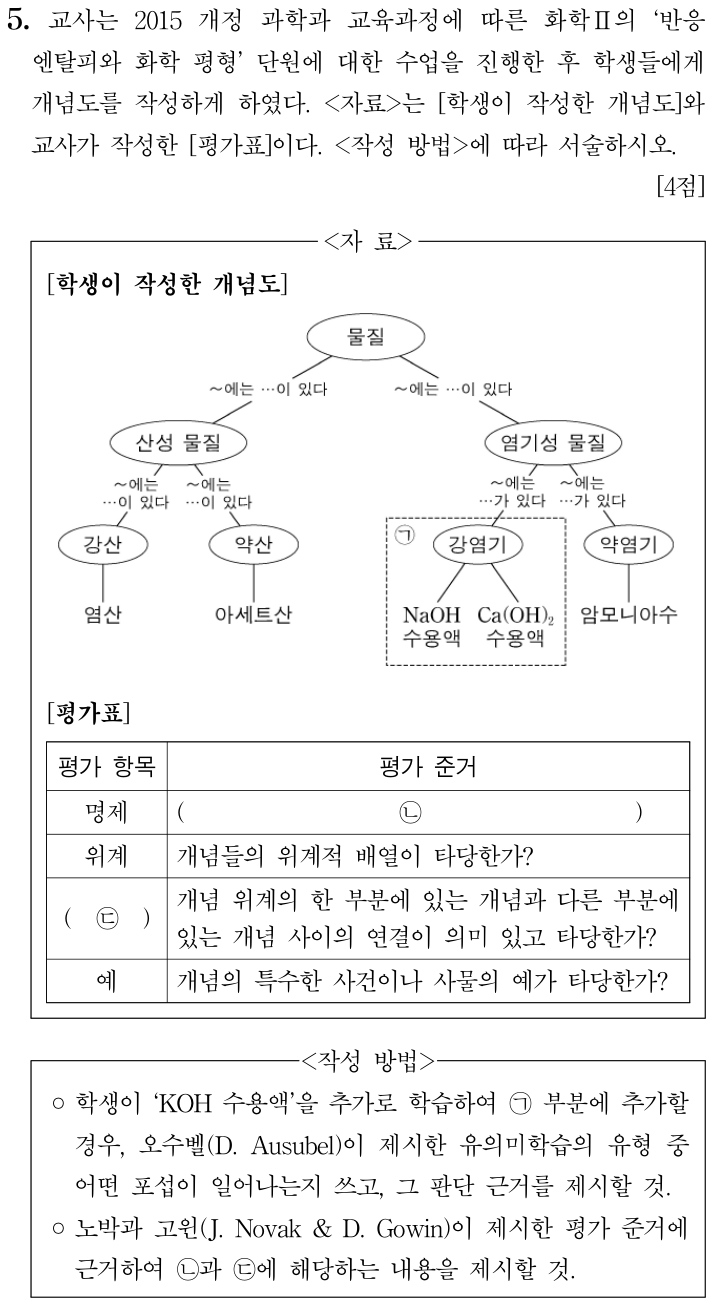 5. 교사는 2015 개정 과학과 교육과정에 따른 화학Ⅱ의 ‘반응
엔탈피와 화학 평형’ 단원에 대한 수업을 진행한 후 학생들에게
개념도를 작성하게 하였다. <자료>는 [학생이 작성한 개념도]와
교사가 작성한 [평가표]이다. <작성 방법>에 따라 서술하시오.
[4점]
<자 료>
[학생이 작성한 개념도]
물질
～에는 …이 있다 ～에는 …이 있다
산성 물질 염기성 물질
～에는 ～에는 ～에는 ～에는
…이 있다 …이 있다 …가 있다 …가 있다
강산 약산 ㉠ 강염기 약염기
염산 아세트산 NaOH Ca(OH)₂ 암모니아수
수용액 수용액
[평가표]
평가 항목 평가 준거
명제 ( ㉡ )
위계 개념들의 위계적 배열이 타당한가?
( ㉢ ) 개념 위계의 한 부분에 있는 개념과 다른 부분에
있는 개념 사이의 연결이 의미 있고 타당한가?
예 개념의 특수한 사건이나 사물의 예가 타당한가?
<작성 방법>
○ 학생이 ‘KOH 수용액’을 추가로 학습하여 ㉠ 부분에 추가할
경우, 오수벨(D. Ausubel)이 제시한 유의미학습의 유형 중
어떤 포섭이 일어나는지 쓰고, 그 판단 근거를 제시할 것.
○ 노박과 고윈(J. Novak & D. Gowin)이 제시한 평가 준거에
근거하여 ㉡과 ㉢에 해당하는 내용을 제시할 것.